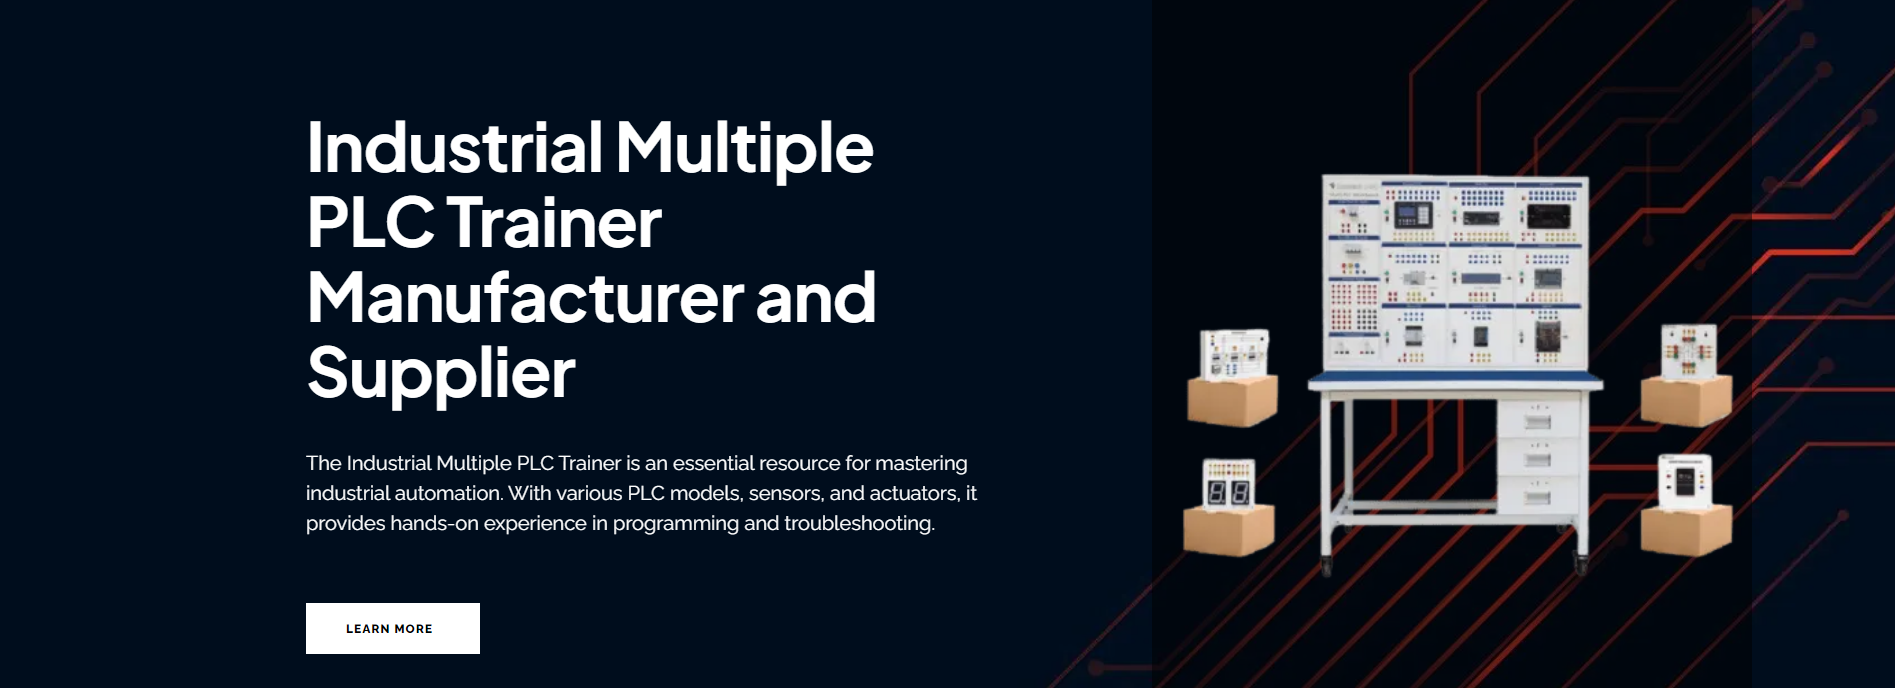 Industrial Multiple
PLC Trainer
Manufacturer and
Supplier
The Industrial Multiple PLC Trainer is an essential resource for mastering
industrial automation. With various PLC models, sensors, and actuators, it
provides hands-on experience in programming and troubleshooting.
LEARN MORE